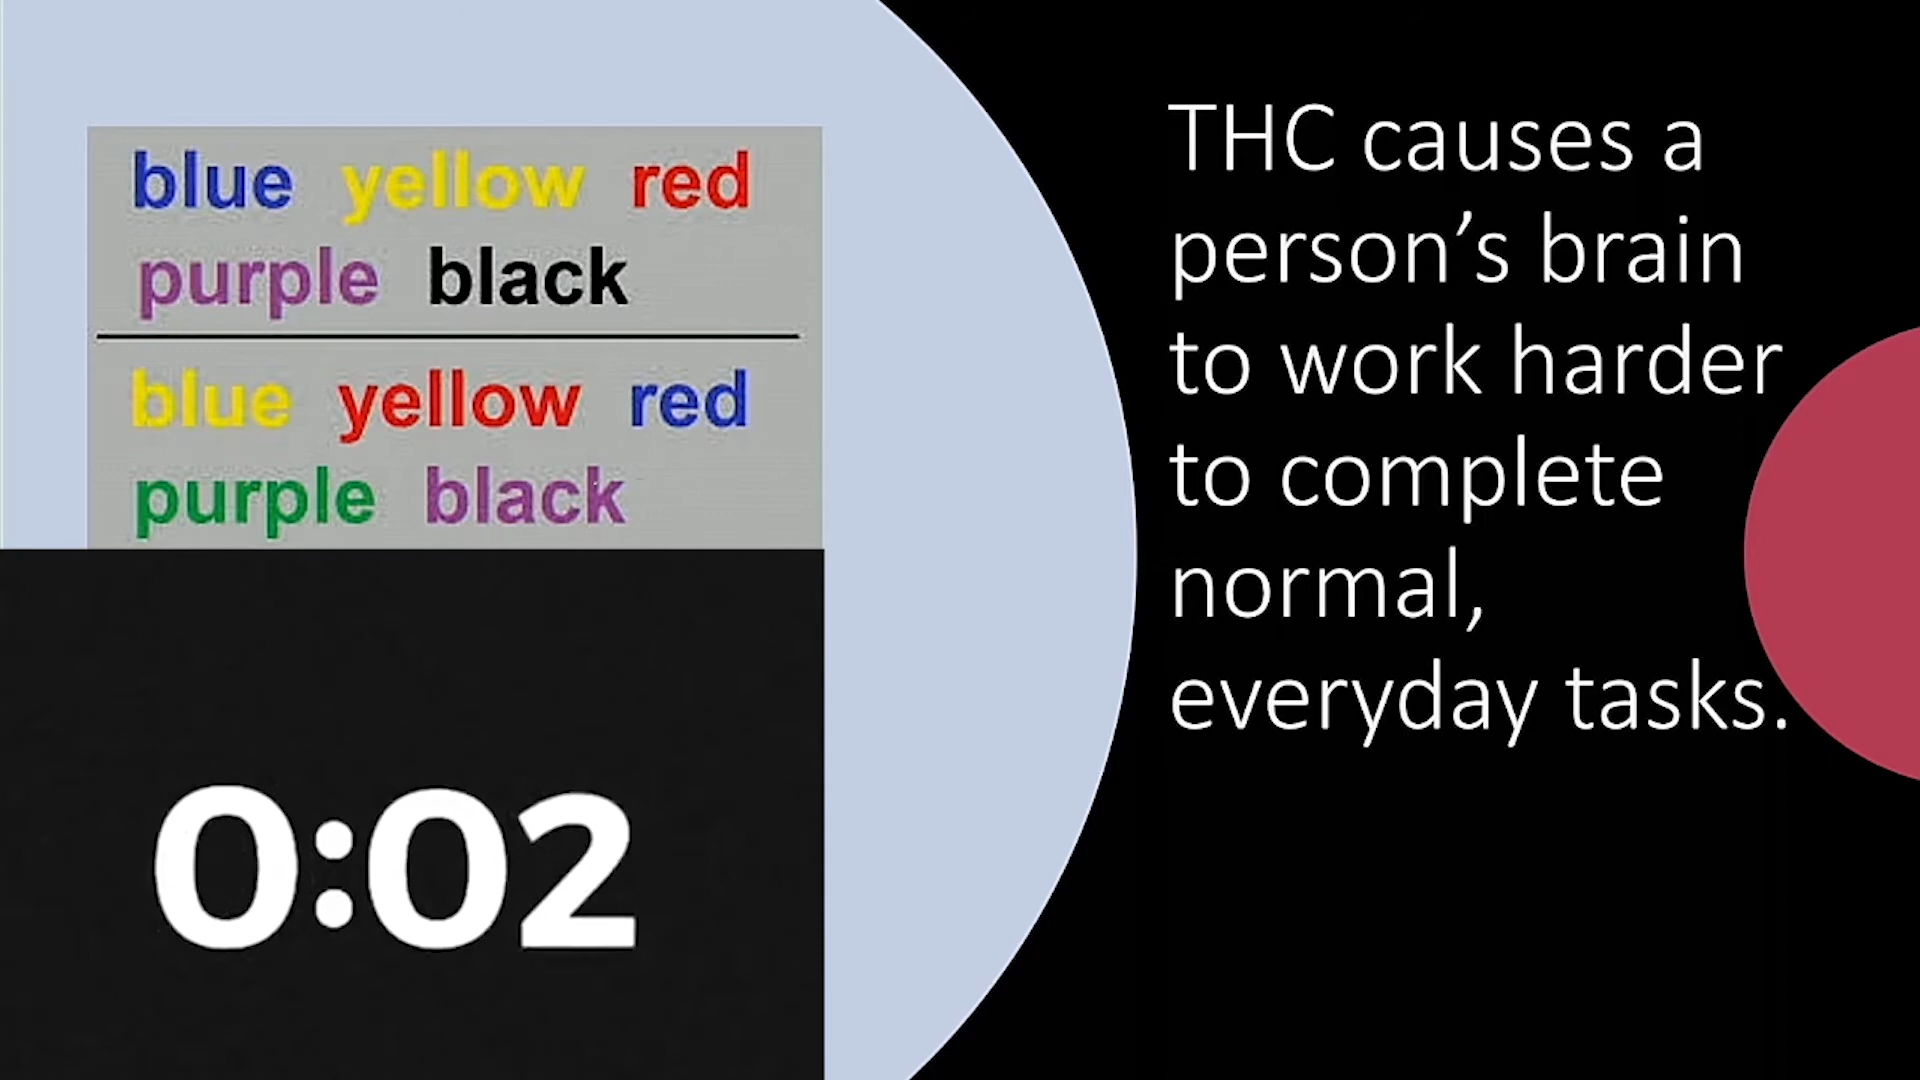 blue yellow red
purple black
blue yellow red
purple black
0:02
THC causes a
person’s brain
to work harder
to complete
normal,
everyday tasks.